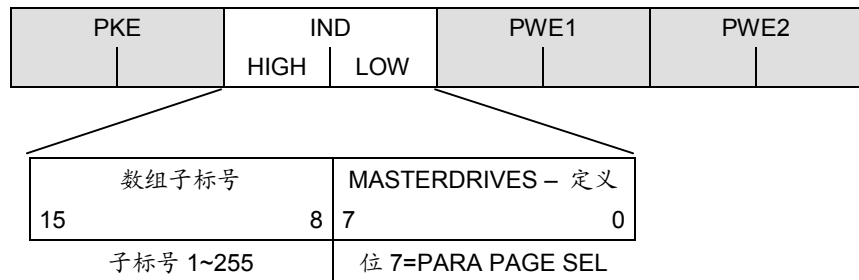 PKE IND PWE1 PWE2
HIGH LOW
数组子标号 MASTERDRIVES – 定义
15 8 7 0
子标号 1~255 位 7=PARA PAGE SEL